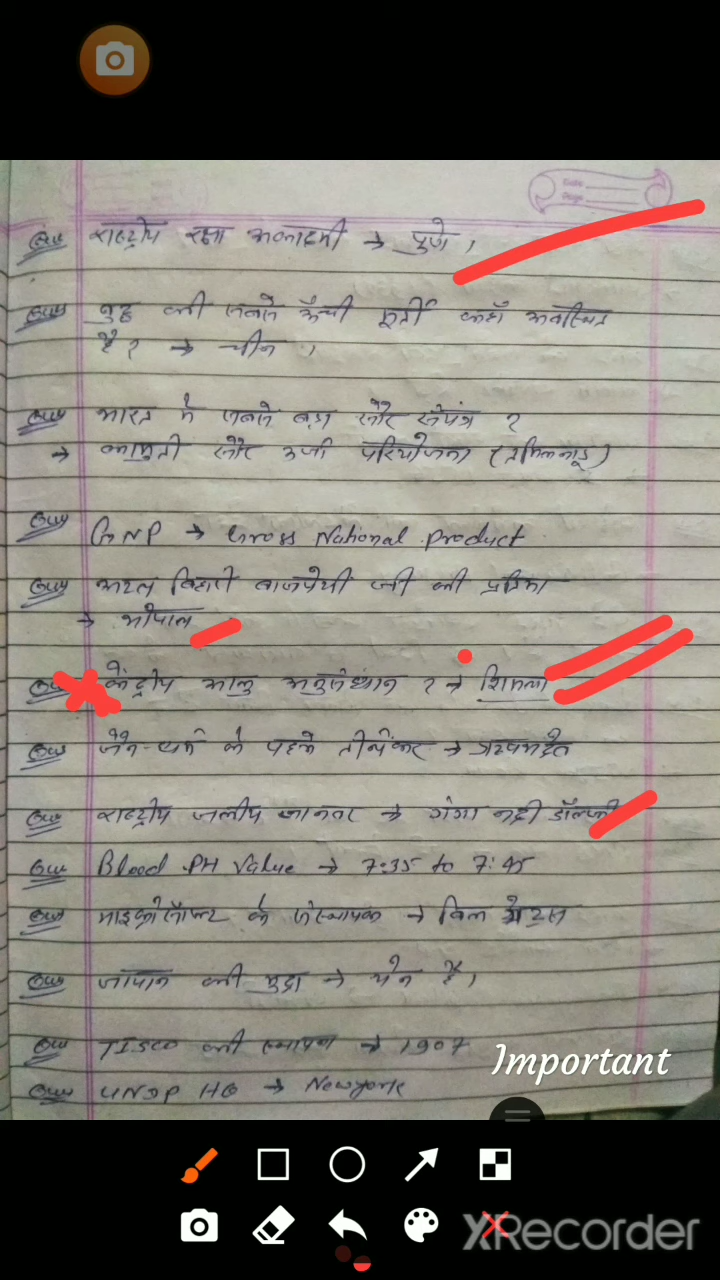 Que राष्ट्रीय रक्षा अकादमी → पुणे ।
Que बुद्ध की सबसे ऊँची मूर्ती कहाँ अवस्थित
है ? → चीन ।
Que भारत में सबसे बड़ा सौर संयंत्र ?
→ कामुती सौर ऊर्जा परियोजना (तमिलनाडू)
Que GNP → Gross National Product
Que अटल बिहारी वाजपेयी जी की प्रतिमा
→ भोपाल
Que केंद्रीय आलु अनुसंधान ? → शिमला
Que जैन-धर्म के पहले तीर्थंकर → ऋषभदेव
Que राष्ट्रीय जलीय जानवर → गंगा नदी डॉल्फी
Que Blood PH Value → 7:35 to 7:45
Que माइक्रोसॉफ्ट के संस्थापक → बिल गेट्स
Que जापान की मुद्रा → येन है।
Que TISCO की स्थापना → 1907
Important
Que UNDP HQ → Newyork
XRecorder